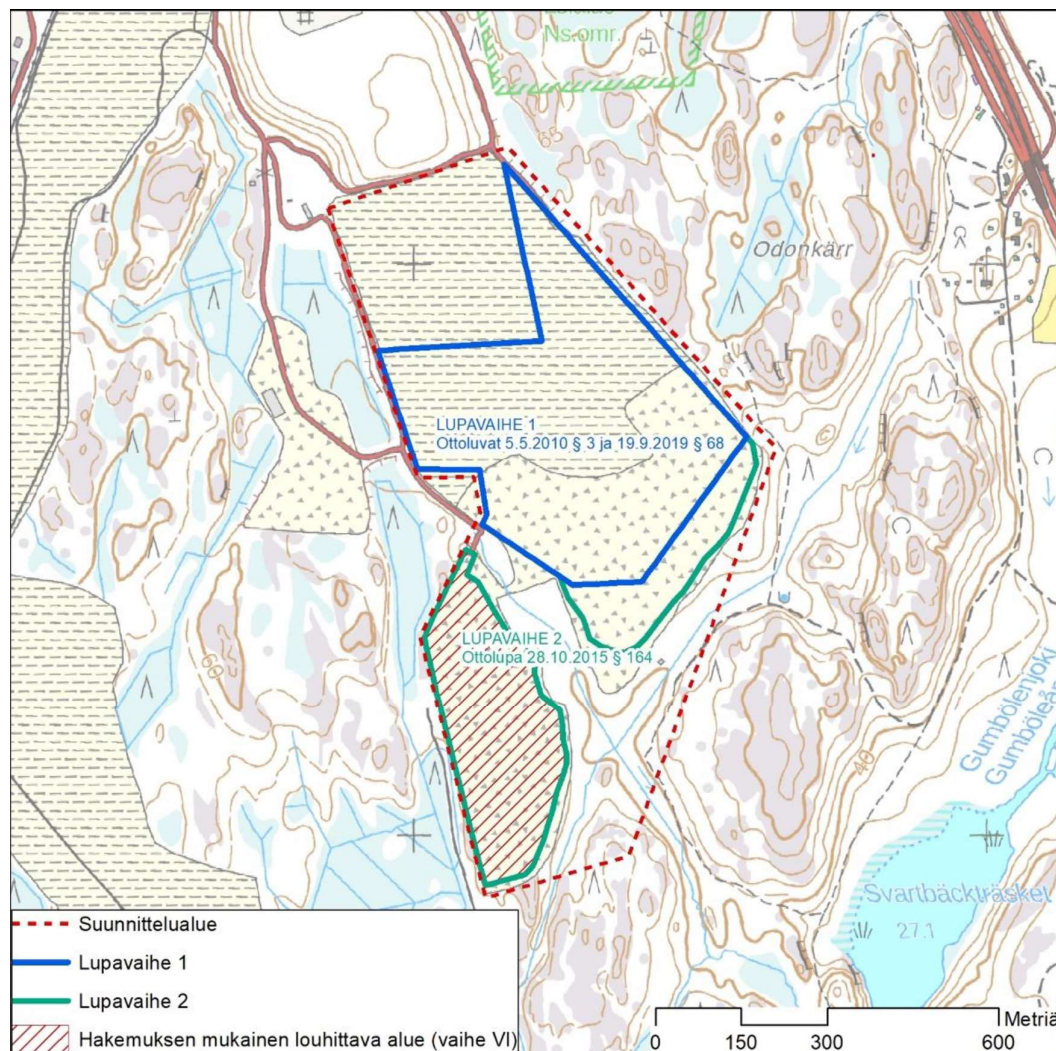 Ns-omr.
65
Odonkärr
LUPAVAIHE 1
Ottoluvat 5.5.2010 § 3 ja 19.9.2019 § 68
LUPAVAIHE 2
Ottolupa 28.10.2015 § 164
60
40
Gumbölenjoki
Svartbäckträsket
27.1
Suunnittelualue
Lupavaihe 1
Lupavaihe 2
Hakemuksen mukainen louhittava alue (vaihe VI)
Metriä
0 150 300 600